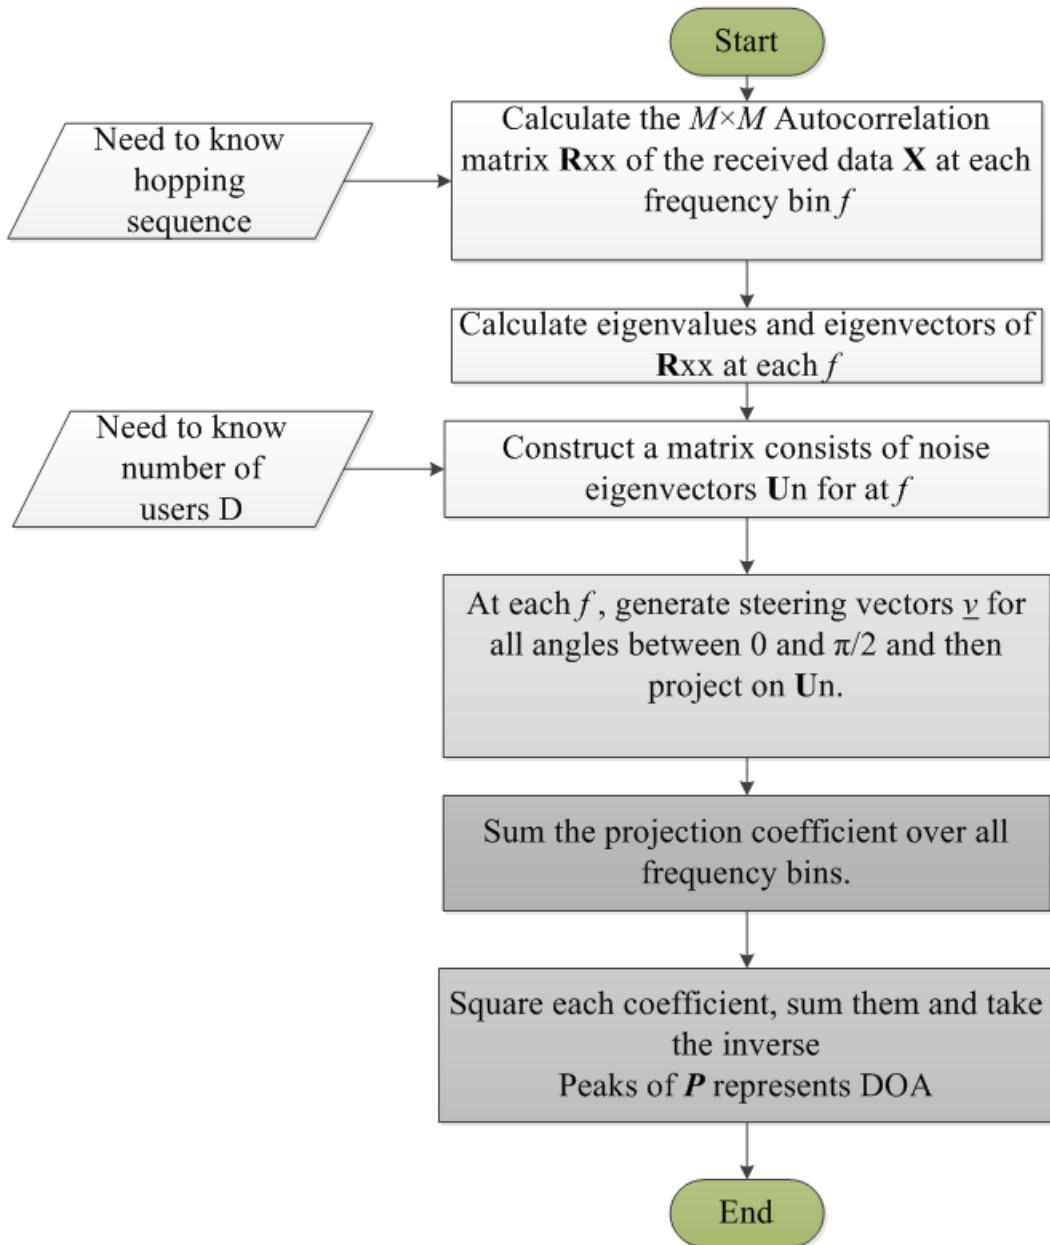 Start
Need to know
hopping
sequence
Calculate the M×M Autocorrelation
matrix Rxx of the received data X at each
frequency bin f
Calculate eigenvalues and eigenvectors of
Rxx at each f
Need to know
number of
users D
Construct a matrix consists of noise
eigenvectors Un for at f
At each f , generate steering vectors v for
all angles between 0 and π/2 and then
project on Un.
Sum the projection coefficient over all
frequency bins.
Square each coefficient, sum them and take
the inverse
Peaks of P represents DOA
End